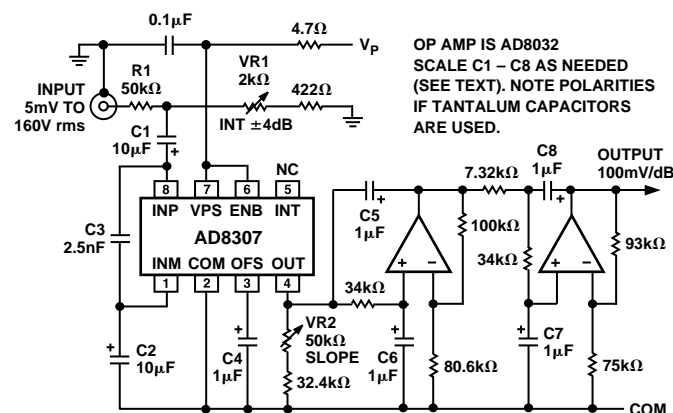 0.1µF
4.7Ω
VP
OP AMP IS AD8032
SCALE C1 – C8 AS NEEDED
(SEE TEXT). NOTE POLARITIES
IF TANTALUM CAPACITORS
ARE USED.
INPUT
5mV TO
160V rms
R1
50kΩ
VR1
2kΩ
422Ω
INT ±4dB
C1
10µF
+
NC
8
7
6
5
INP VPS ENB INT
AD8307
INM COM OFS OUT
1
2
3
4
C3
2.5nF
C2
10µF
+
C4
1µF
+
VR2
50kΩ
SLOPE
32.4kΩ
C5
1µF
+
34kΩ
C6
1µF
+
+ –
100kΩ
80.6kΩ
7.32kΩ
C8
1µF
+
34kΩ
C7
1µF
+
+ –
93kΩ
75kΩ
OUTPUT
100mV/dB
COM